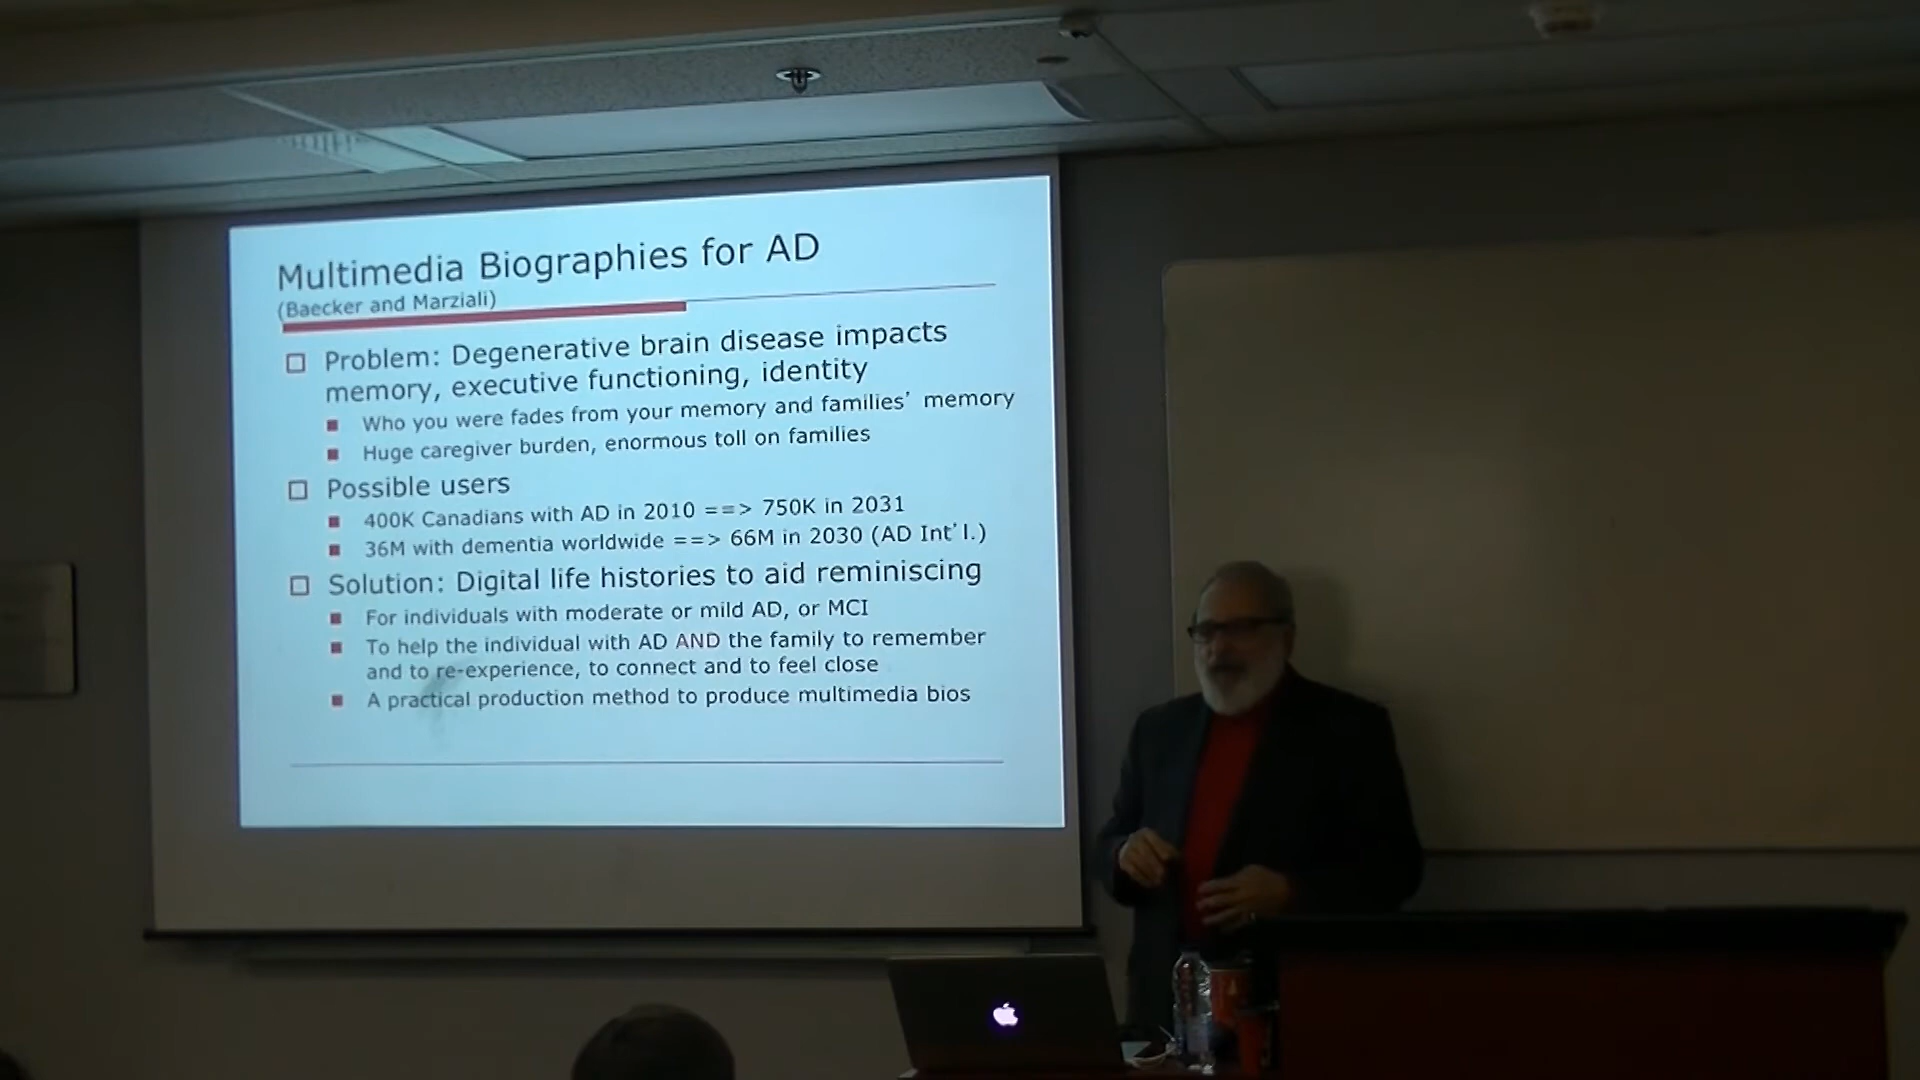 Multimedia Biographies for AD
(Baecker and Marziali)
Problem: Degenerative brain disease impacts
memory, executive functioning, identity
Who you were fades from your memory and families' memory
Huge caregiver burden, enormous toll on families
Possible users
400K Canadians with AD in 2010 ==> 750K in 2031
36M with dementia worldwide ==> 66M in 2030 (AD Int'l.)
Solution: Digital life histories to aid reminiscing
For individuals with moderate or mild AD, or MCI
To help the individual with AD AND the family to remember
and to re-experience, to connect and to feel close
A practical production method to produce multimedia bios